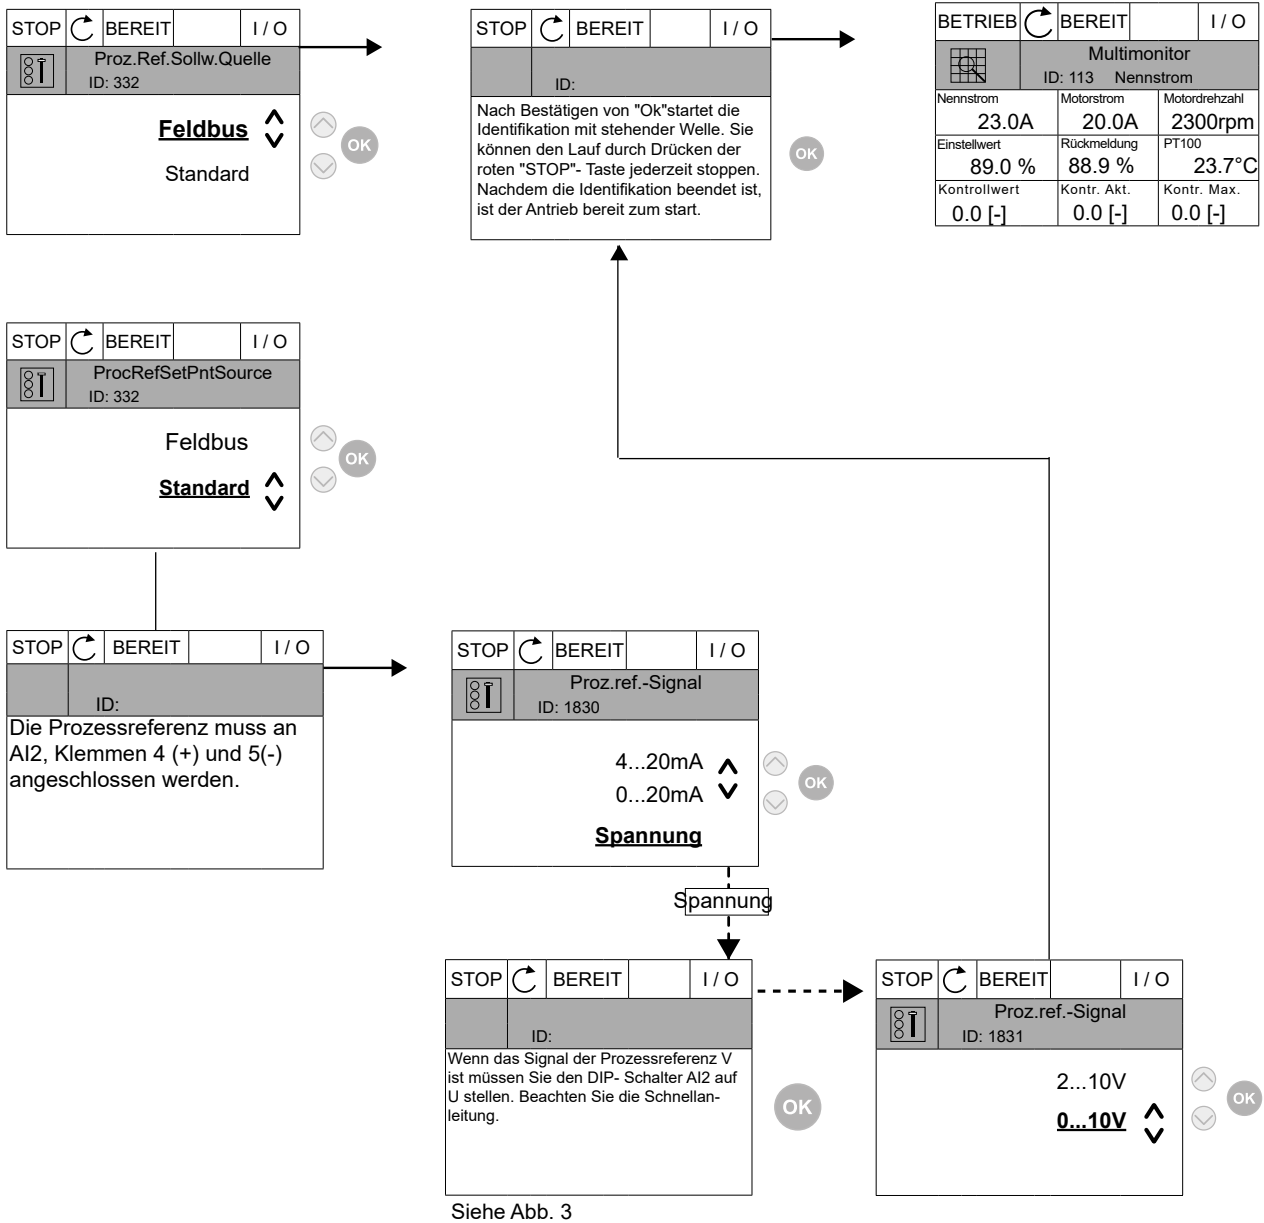 STOP BEREIT I / O
Proz.Ref.Sollw.Quelle
ID: 332
Feldbus
Standard
OK
STOP BEREIT I / O
ID:
Nach Bestätigen von "Ok"startet die
Identifikation mit stehender Welle. Sie
können den Lauf durch Drücken der
roten "STOP"- Taste jederzeit stoppen.
Nachdem die Identifikation beendet ist,
ist der Antrieb bereit zum start.
OK
BETRIEB BEREIT I / O
Multimonitor
ID: 113 Nennstrom
Nennstrom Motorstrom Motordrehzahl
23.0A 20.0A 2300rpm
Einstellwert Rückmeldung PT100
89.0 % 88.9 % 23.7°C
Kontrollwert Kontr. Akt. Kontr. Max.
0.0 [-] 0.0 [-] 0.0 [-]
STOP BEREIT I / O
ProcRefSetPntSource
ID: 332
Feldbus
Standard
OK
STOP BEREIT I / O
ID:
Die Prozessreferenz muss an
AI2, Klemmen 4 (+) und 5(-)
angeschlossen werden.
STOP BEREIT I / O
Proz.ref.-Signal
ID: 1830
4...20mA
0...20mA
Spannung
OK
Spannung
STOP BEREIT I / O
ID:
Wenn das Signal der Prozessreferenz V
ist müssen Sie den DIP- Schalter AI2 auf
U stellen. Beachten Sie die Schnellan-
leitung.
OK
Siehe Abb. 3
STOP BEREIT I / O
Proz.ref.-Signal
ID: 1831
2...10V
0...10V
OK